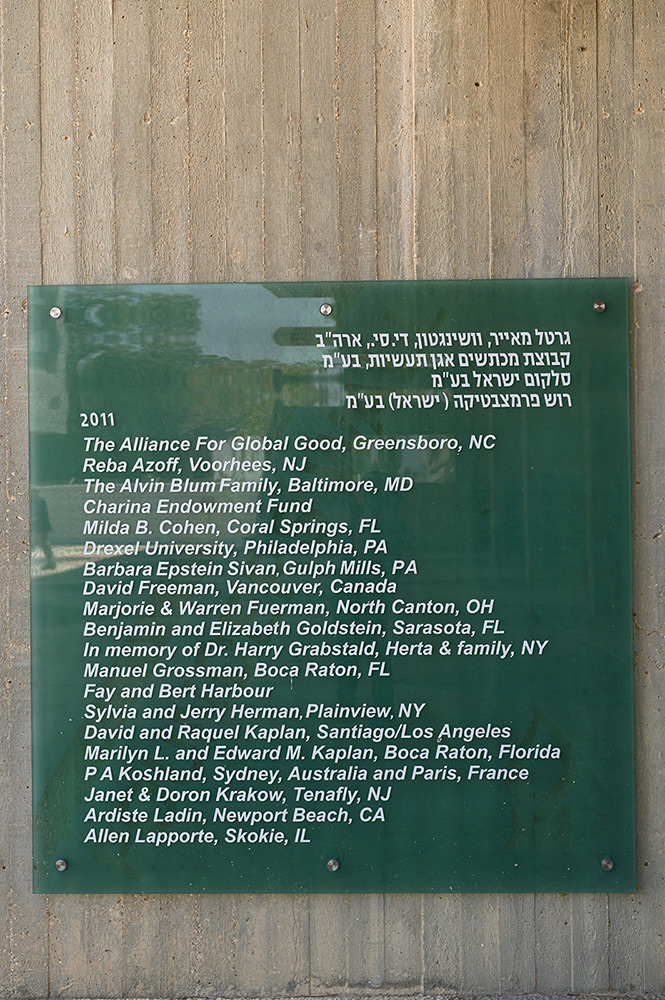 גרטל מאייר, וושינגטון, די.סי., ארה"ב
קבוצת מכתשים אגן תעשיות, בע"מ
סלקום ישראל בע"מ
רוש פרמצבטיקה ( ישראל) בע"מ
2011
The Alliance For Global Good, Greensboro, NC
Reba Azoff, Voorhees, NJ
The Alvin Blum Family, Baltimore, MD
Charina Endowment Fund
Milda B. Cohen, Coral Springs, FL
Drexel University, Philadelphia, PA
Barbara Epstein Sivan, Gulph Mills, PA
David Freeman, Vancouver, Canada
Marjorie & Warren Fuerman, North Canton, OH
Benjamin and Elizabeth Goldstein, Sarasota, FL
In memory of Dr. Harry Grabstald, Herta & family, NY
Manuel Grossman, Boca Raton, FL
Fay and Bert Harbour
Sylvia and Jerry Herman, Plainview, NY
David and Raquel Kaplan, Santiago/Los Angeles
Marilyn L. and Edward M. Kaplan, Boca Raton, Florida
P A Koshland, Sydney, Australia and Paris, France
Janet & Doron Krakow, Tenafly, NJ
Ardiste Ladin, Newport Beach, CA
Allen Lapporte, Skokie, IL